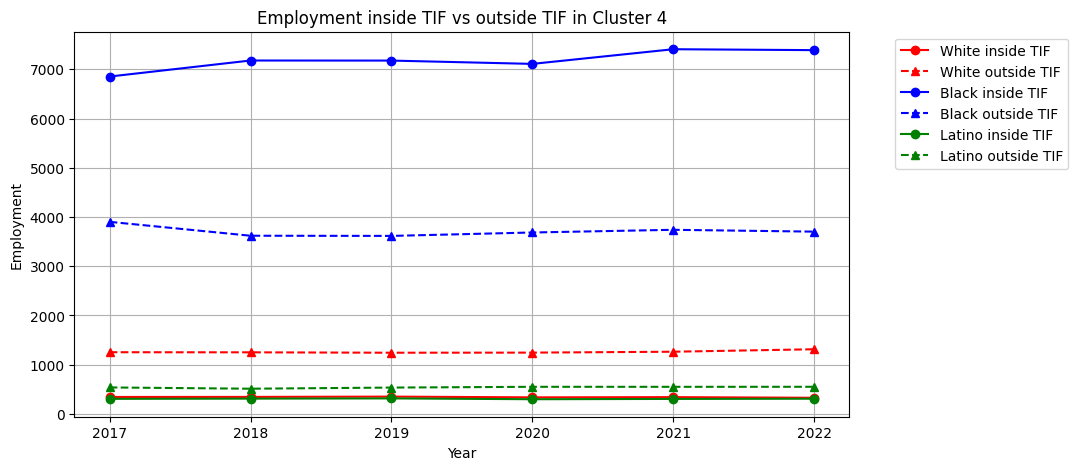 Employment inside TIF vs outside TIF in Cluster 4
White inside TIF
White outside TIF
Black inside TIF
Black outside TIF
Latino inside TIF
Latino outside TIF
Employment
7000
6000
5000
4000
3000
2000
1000
0
2017 2018 2019 2020 2021 2022
Year